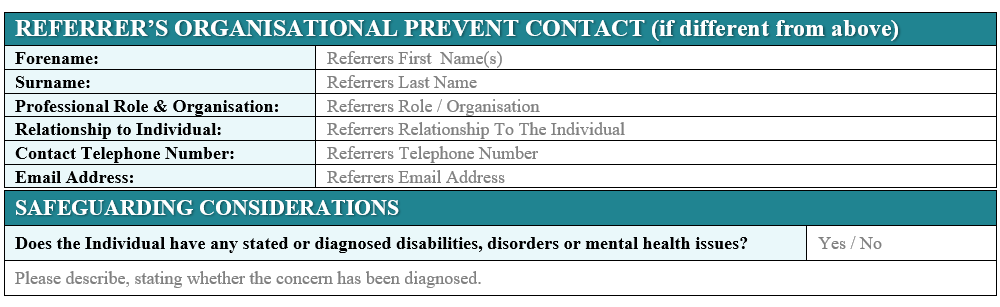 REFERRER'S ORGANISATIONAL PREVENT CONTACT (if different from above)
Forename: Referrers First Name(s)
Surname: Referrers Last Name
Professional Role & Organisation: Referrers Role / Organisation
Relationship to Individual: Referrers Relationship To The Individual
Contact Telephone Number: Referrers Telephone Number
Email Address: Referrers Email Address
SAFEGUARDING CONSIDERATIONS
Does the Individual have any stated or diagnosed disabilities, disorders or mental health issues? Yes / No
Please describe, stating whether the concern has been diagnosed.